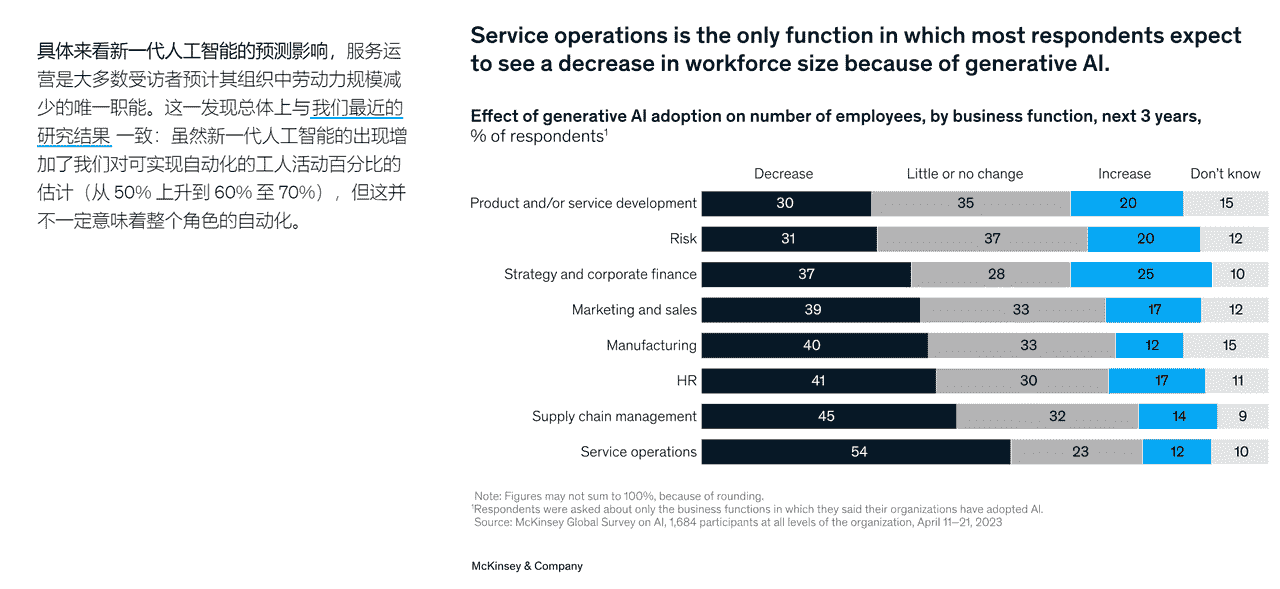 具体来看新一代人工智能的预测影响，服务运
营是大多数受访者预计其组织中劳动力规模减
少的唯一职能。这一发现总体上与我们最近的
研究结果 一致：虽然新一代人工智能的出现增
加了我们对可实现自动化的工人活动百分比的
估计（从 50% 上升到 60% 至 70%），但这并
不一定意味着整个角色的自动化。
Service operations is the only function in which most respondents expect
to see a decrease in workforce size because of generative AI.
Effect of generative AI adoption on number of employees, by business function, next 3 years,
% of respondents¹
Decrease Little or no change Increase Don't know
Product and/or service development 30 35 20 15
Risk 31 37 20 12
Strategy and corporate finance 37 28 25 10
Marketing and sales 39 33 17 12
Manufacturing 40 33 12 15
HR 41 30 17 11
Supply chain management 45 32 14 9
Service operations 54 23 12 10
Note: Figures may not sum to 100%, because of rounding.
¹Respondents were asked about only the business functions in which they said their organizations have adopted AI.
Source: McKinsey Global Survey on AI, 1,684 participants at all levels of the organization, April 11–21, 2023
McKinsey & Company